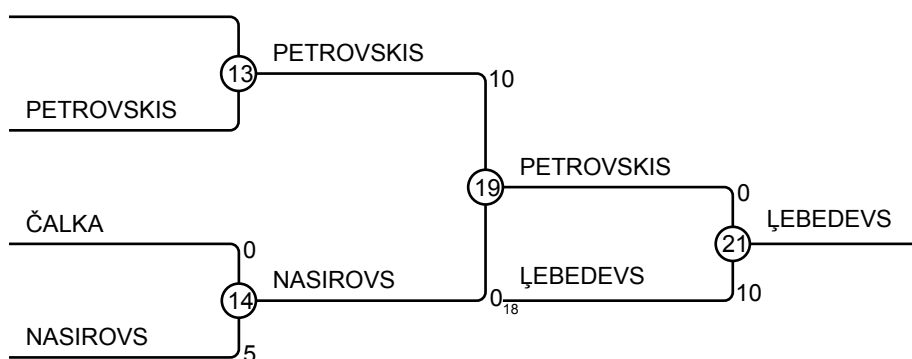 PETROVSKIS
13
10
PETROVSKIS
PETROVSKIS
19
0
ČALKA
ĻEBEDEVS
21
0
NASIROVS
ĻEBEDEVS
14
0
18
10
NASIROVS
5